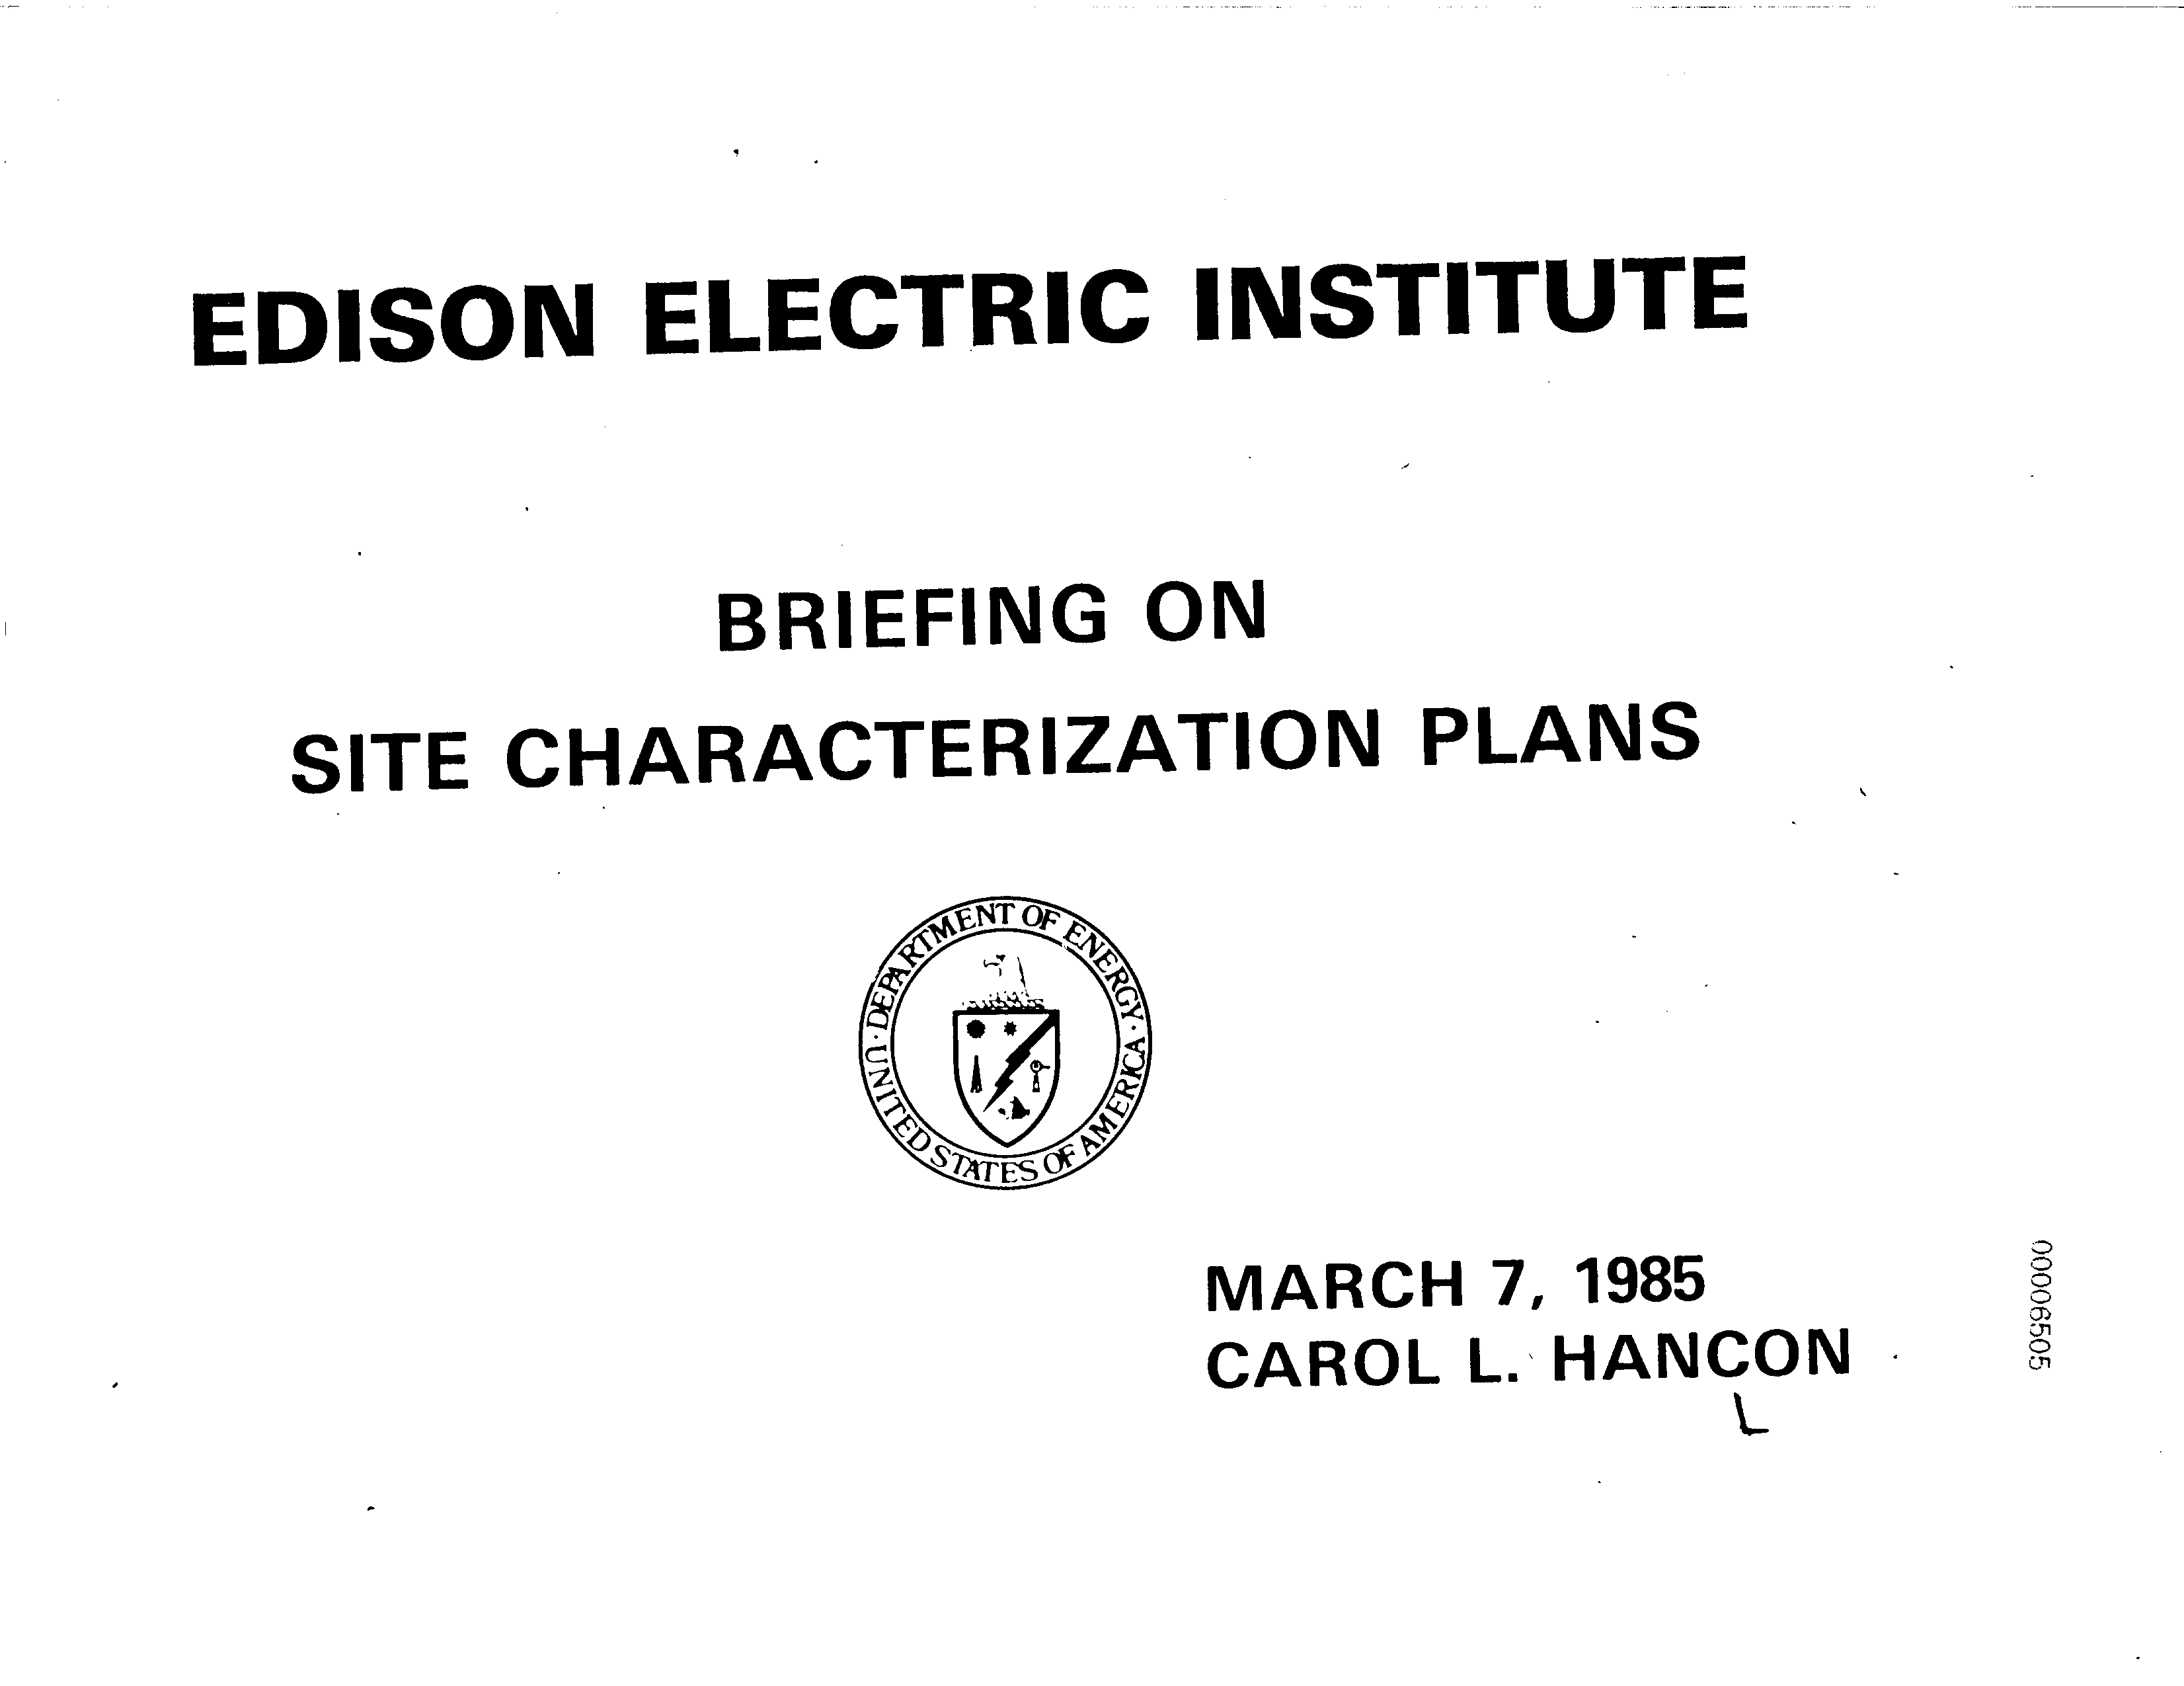 EDISON ELECTRIC INSTITUTE
BRIEFING ON
SITE CHARACTERIZATION PLANS
DEPARTMENT OF ENERGY
UNITED STATES OF AMERICA
MARCH 7, 1985
CAROL L. HANCON
L
00006505